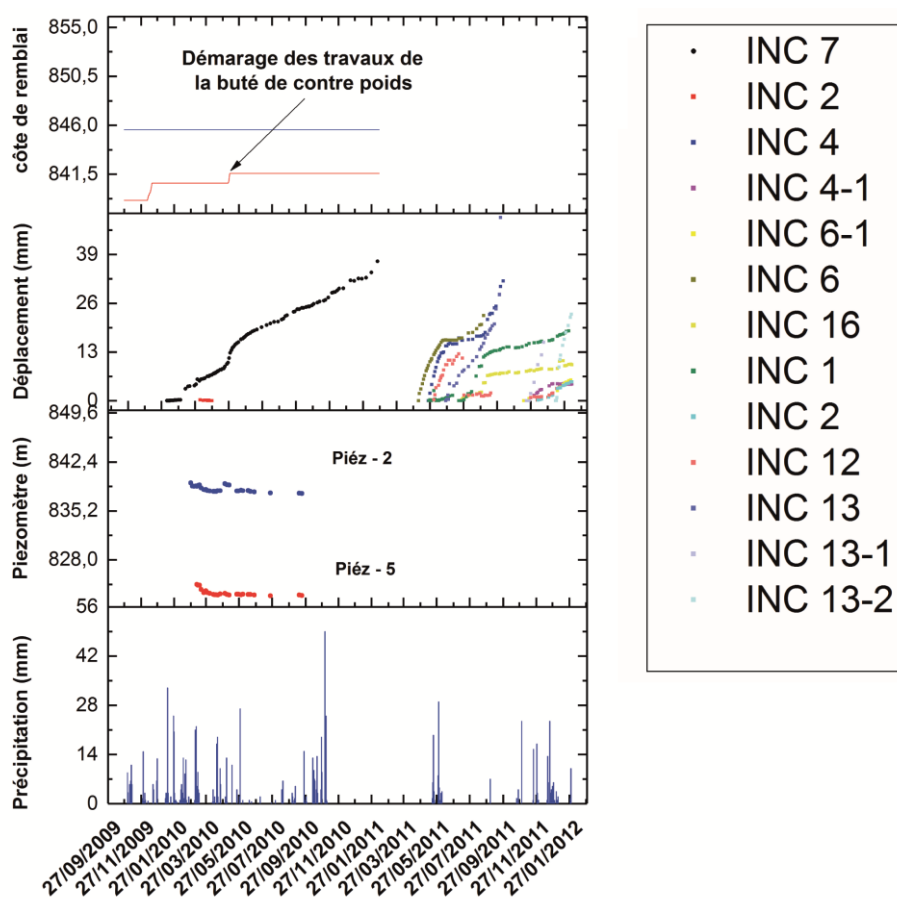 côte de remblai
855,0
850,5
846,0
841,5
Démarage des travaux de
la buté de contre poids
Déplacement (mm)
39
26
13
0
Piezomètre (m)
849,6
842,4
835,2
828,0
Piéz - 2
Piéz - 5
Précipitation (mm)
56
42
28
14
0
27/09/2009
27/11/2009
27/01/2010
27/03/2010
27/05/2010
27/07/2010
27/09/2010
27/11/2010
27/01/2011
27/03/2011
27/05/2011
27/07/2011
27/09/2011
27/11/2011
27/01/2012
INC 7
INC 2
INC 4
INC 4-1
INC 6-1
INC 6
INC 16
INC 1
INC 2
INC 12
INC 13
INC 13-1
INC 13-2